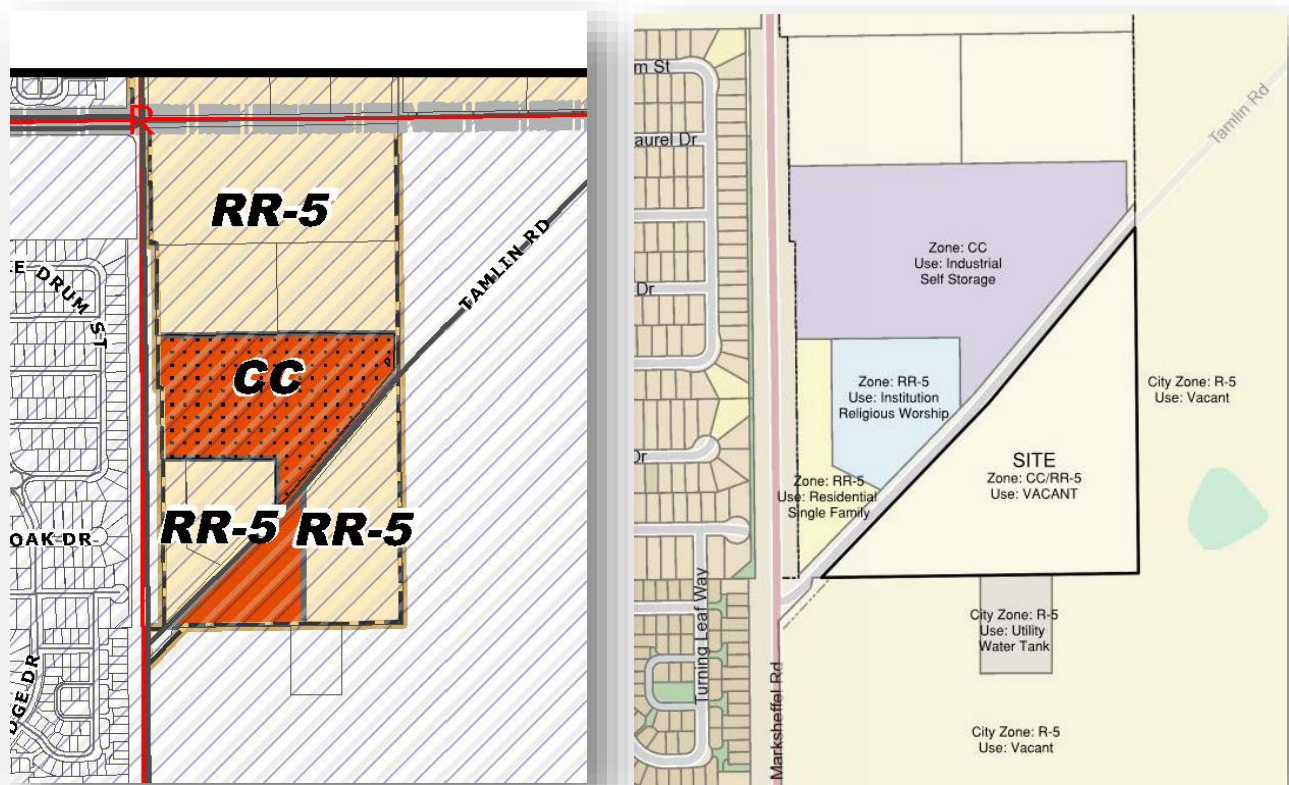 R
RR-5
TAMLIN RD
E DRUM ST
CC
RR-5
RR-5
OAK DR
DGE DR
m St
aurel Dr
Dr
Dr
Turning Leaf Way
Marksheffel Rd
Tamlin Rd
Zone: CC
Use: Industrial
Self Storage
Zone: RR-5
Use: Institution
Religious Worship
Zone: RR-5
Use: Residential
Single Family
SITE
Zone: CC/RR-5
Use: VACANT
City Zone: R-5
Use: Vacant
City Zone: R-5
Use: Utility
Water Tank
City Zone: R-5
Use: Vacant